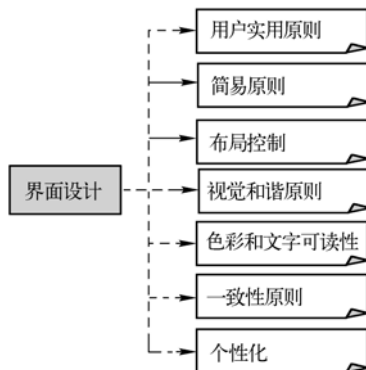 用户实用原则
简易原则
布局控制
界面设计
视觉和谐原则
色彩和文字可读性
一致性原则
个性化